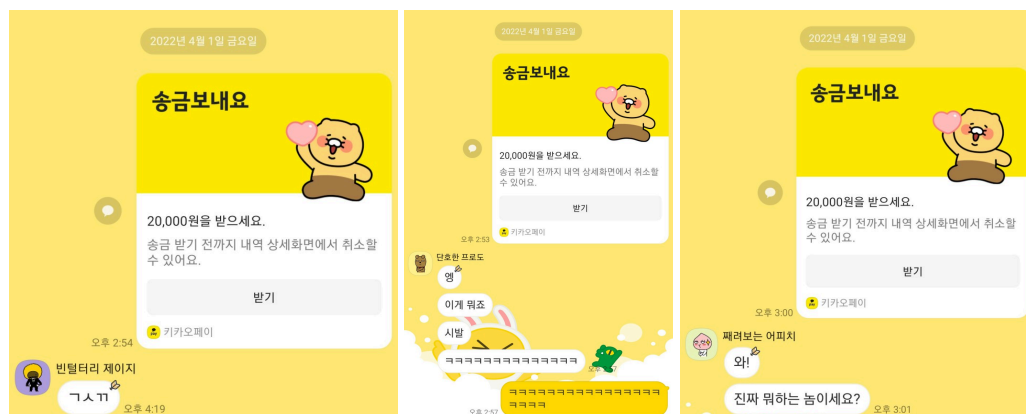 2022년 4월 1일 금요일
송금보내요
20,000원을 받으세요.
송금 받기 전까지 내역 상세화면에서 취소할
수 있어요.
받기
키카오페이
오후 2:54
빈털터리 제이지
ㄱㅅㄲ
오후 4:19
2022년 4월 1일 금요일
송금보내요
20,000원을 받으세요.
송금 받기 전까지 내역 상세화면에서 취소할
수 있어요.
받기
키카오페이
오후 2:53
단호한 프로도
엥
이게 뭐죠
시발
ㅋㅋㅋㅋㅋㅋㅋㅋㅋㅋㅋㅋㅋㅋ
ㅋㅋㅋㅋㅋㅋㅋㅋㅋㅋㅋㅋㅋㅋㅋㅋ
ㅋㅋㅋㅋ
오후 2:57
2022년 4월 1일 금요일
송금보내요
20,000원을 받으세요.
송금 받기 전까지 내역 상세화면에서 취소할
수 있어요.
받기
키카오페이
오후 3:00
째려보는 어피치
와!
진짜 뭐하는 놈이세요?
오후 3:01